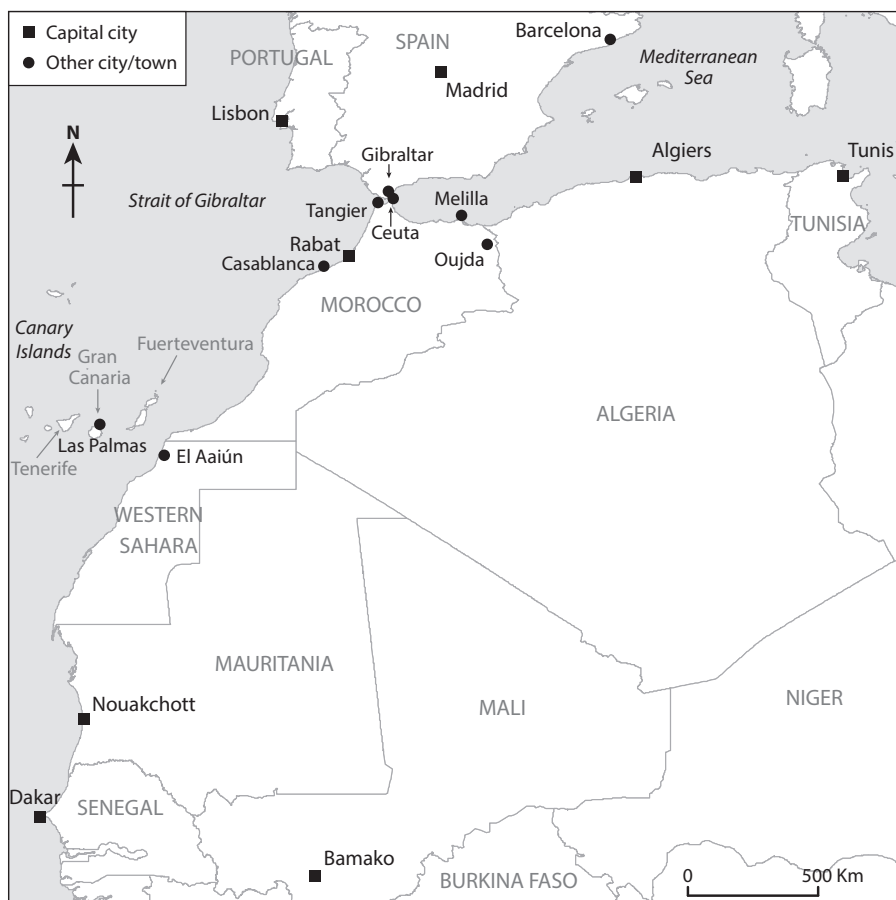 Capital city
Other city/town
PORTUGAL
SPAIN
Barcelona
Mediterranean
Sea
Madrid
Lisbon
N
Gibraltar
Algiers
Tunis
Strait of Gibraltar
Tangier
Melilla
Ceuta
TUNISIA
Rabat
Casablanca
Oujda
MOROCCO
Canary
Islands
Fuerteventura
Gran
Canaria
ALGERIA
Las Palmas
Tenerife
El Aaiún
WESTERN
SAHARA
MAURITANIA
Nouakchott
MALI
NIGER
Dakar
SENEGAL
Bamako
BURKINA FASO
0
500 Km